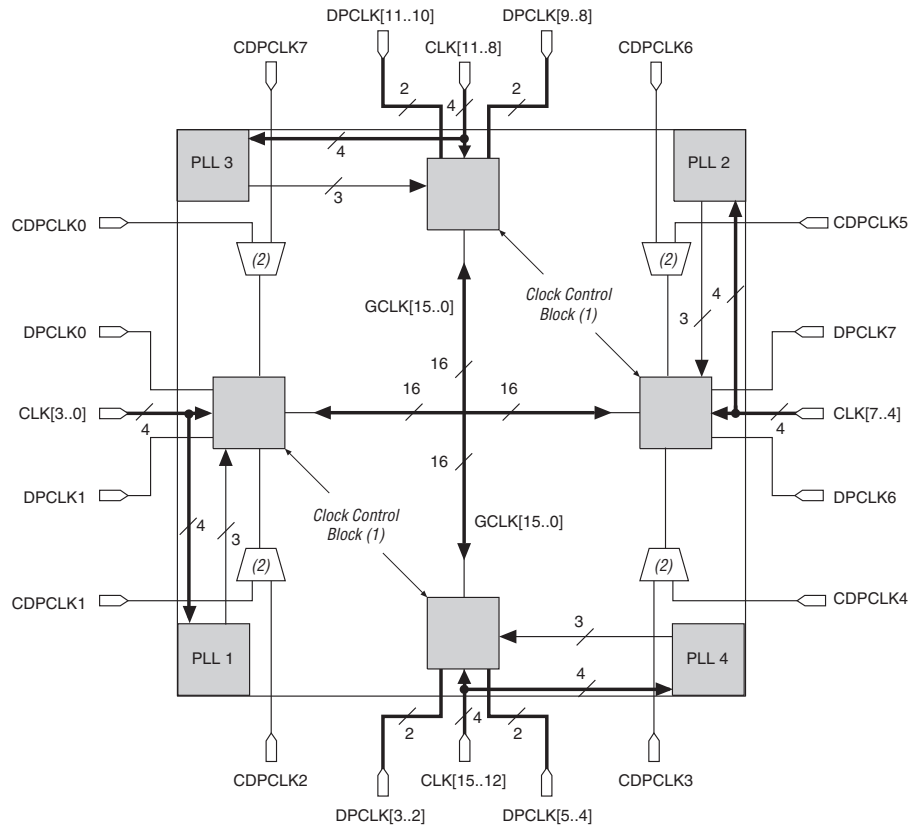 DPCLK[11..10]
DPCLK[9..8]
CDPCLK7
CLK[11..8]
CDPCLK6
2
4
2
4
PLL 3
PLL 2
3
CDPCLK0
CDPCLK5
(2)
(2)
Clock Control
Block (1)
GCLK[15..0]
4
3
DPCLK0
DPCLK7
16
16
16
CLK[3..0]
CLK[7..4]
4
4
16
DPCLK1
DPCLK6
Clock Control
Block (1)
GCLK[15..0]
4
3
(2)
(2)
CDPCLK1
CDPCLK4
3
PLL 1
PLL 4
4
2
4
2
CDPCLK2
CLK[15..12]
CDPCLK3
DPCLK[3..2]
DPCLK[5..4]